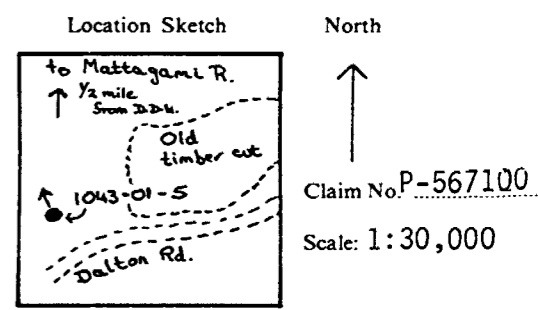 Location Sketch
North
to Mattagami R.
1/2 mile
from D.D.H.
Old
timber cut
1043-01-5
Dalton Rd.
Claim No. P-567100
Scale: 1:30,000